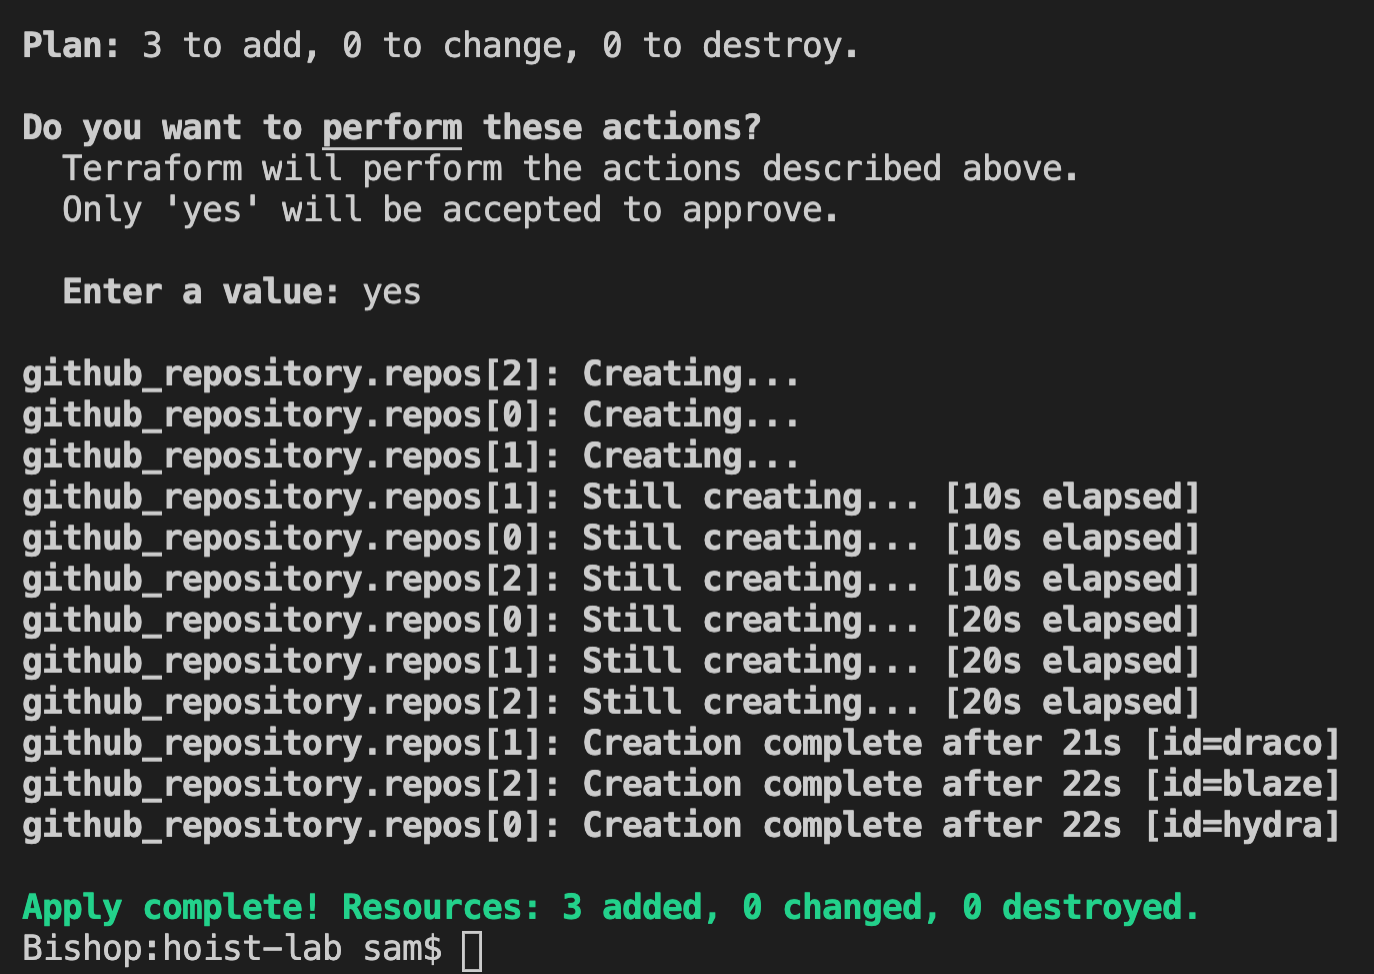 Plan: 3 to add, 0 to change, 0 to destroy.
Do you want to perform these actions?
Terraform will perform the actions described above.
Only 'yes' will be accepted to approve.
Enter a value: yes
github_repository.repos[2]: Creating...
github_repository.repos[0]: Creating...
github_repository.repos[1]: Creating...
github_repository.repos[1]: Still creating... [10s elapsed]
github_repository.repos[0]: Still creating... [10s elapsed]
github_repository.repos[2]: Still creating... [10s elapsed]
github_repository.repos[0]: Still creating... [20s elapsed]
github_repository.repos[1]: Still creating... [20s elapsed]
github_repository.repos[2]: Still creating... [20s elapsed]
github_repository.repos[1]: Creation complete after 21s [id=draco]
github_repository.repos[2]: Creation complete after 22s [id=blaze]
github_repository.repos[0]: Creation complete after 22s [id=hydra]
Apply complete! Resources: 3 added, 0 changed, 0 destroyed.
Bishop:hoist-lab sam$